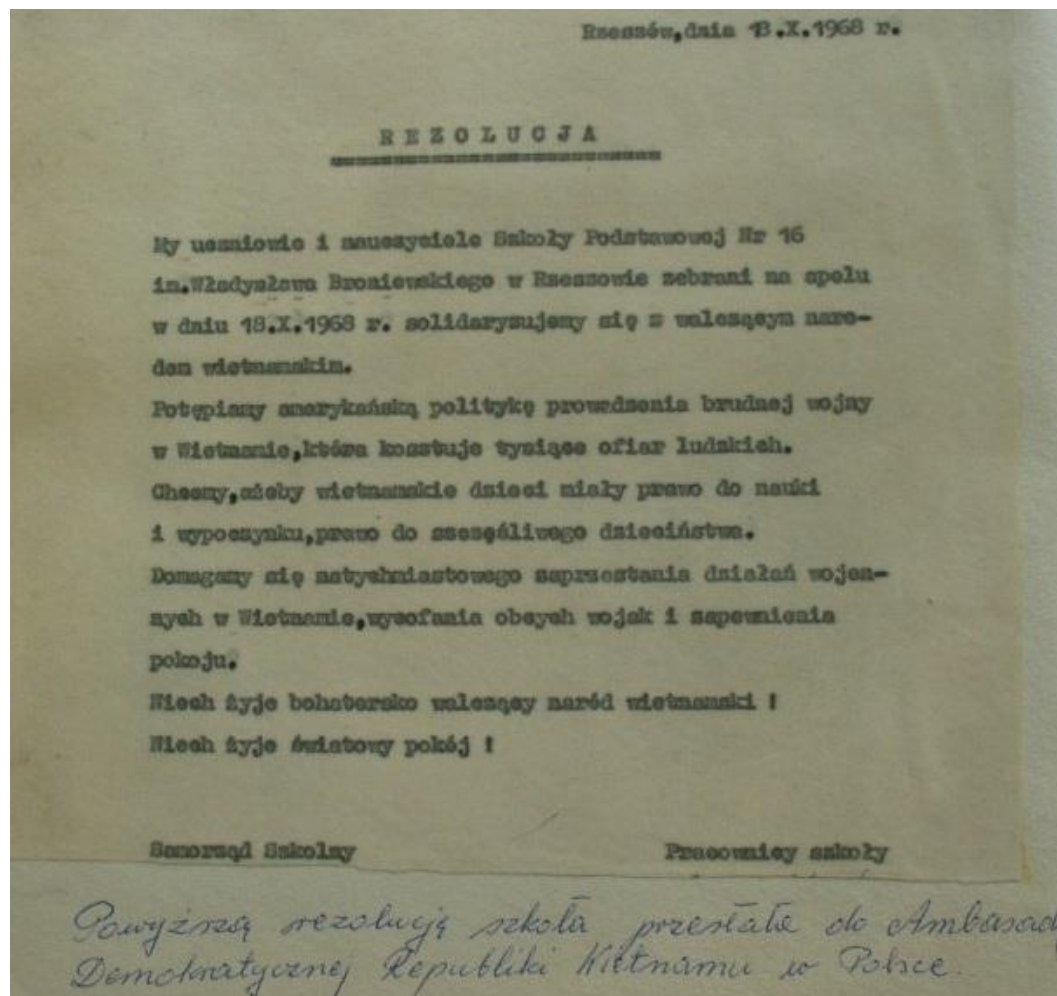 Rzeszów,dnia 18.X.1968 r.
REZOLUCJA
My uczniowie i nauczyciele Szkoły Podstawowej Nr 16
im.Władysława Broniewskiego w Rzeszowie zebrani na apelu
w dniu 18.X.1968 r. solidaryzujemy się z walczącym naro-
dem wietnamskim.
Potępiamy amerykańską politykę prowadzenia brudnej wojny
w Wietnamie,która kosztuje tysiące ofiar ludzkich.
Chcemy,ażeby wietnamskie dzieci miały prawo do nauki
i wypoczynku,prawo do szczęśliwego dzieciństwa.
Domagamy się natychmiastowego zaprzestania działań wojen-
nych w Wietnamie,wycofania obcych wojsk i zapewnienia
pokoju.
Niech żyje bohatersko walczący naród wietnamski !
Niech żyje światowy pokój !
Samorząd Szkolny Pracownicy szkoły
Powyższą rezolucję szkoła przesłała do Ambasad
Demokratycznej Republiki Wietnamu w Polsce.